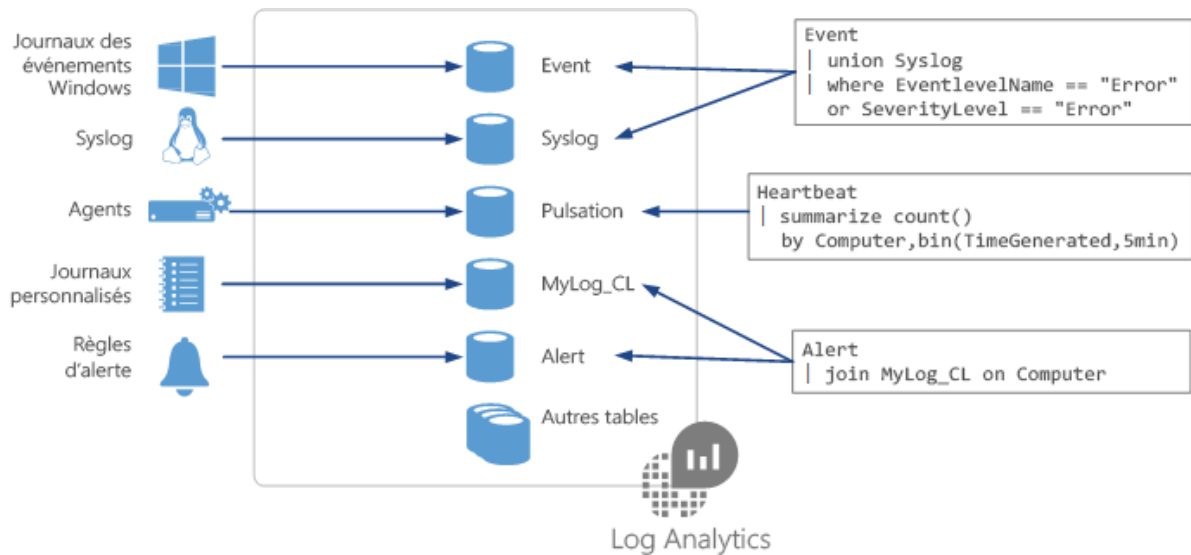 Journaux des
événements
Windows
Syslog
Agents
Journaux
personnalisés
Règles
d'alerte
Event
Syslog
Pulsation
MyLog_CL
Alert
Autres tables
Log Analytics
Event
| union Syslog
| where EventlevelName == "Error"
or SeverityLevel == "Error"
Heartbeat
| summarize count()
by Computer,bin(TimeGenerated,5min)
Alert
| join MyLog_CL on Computer